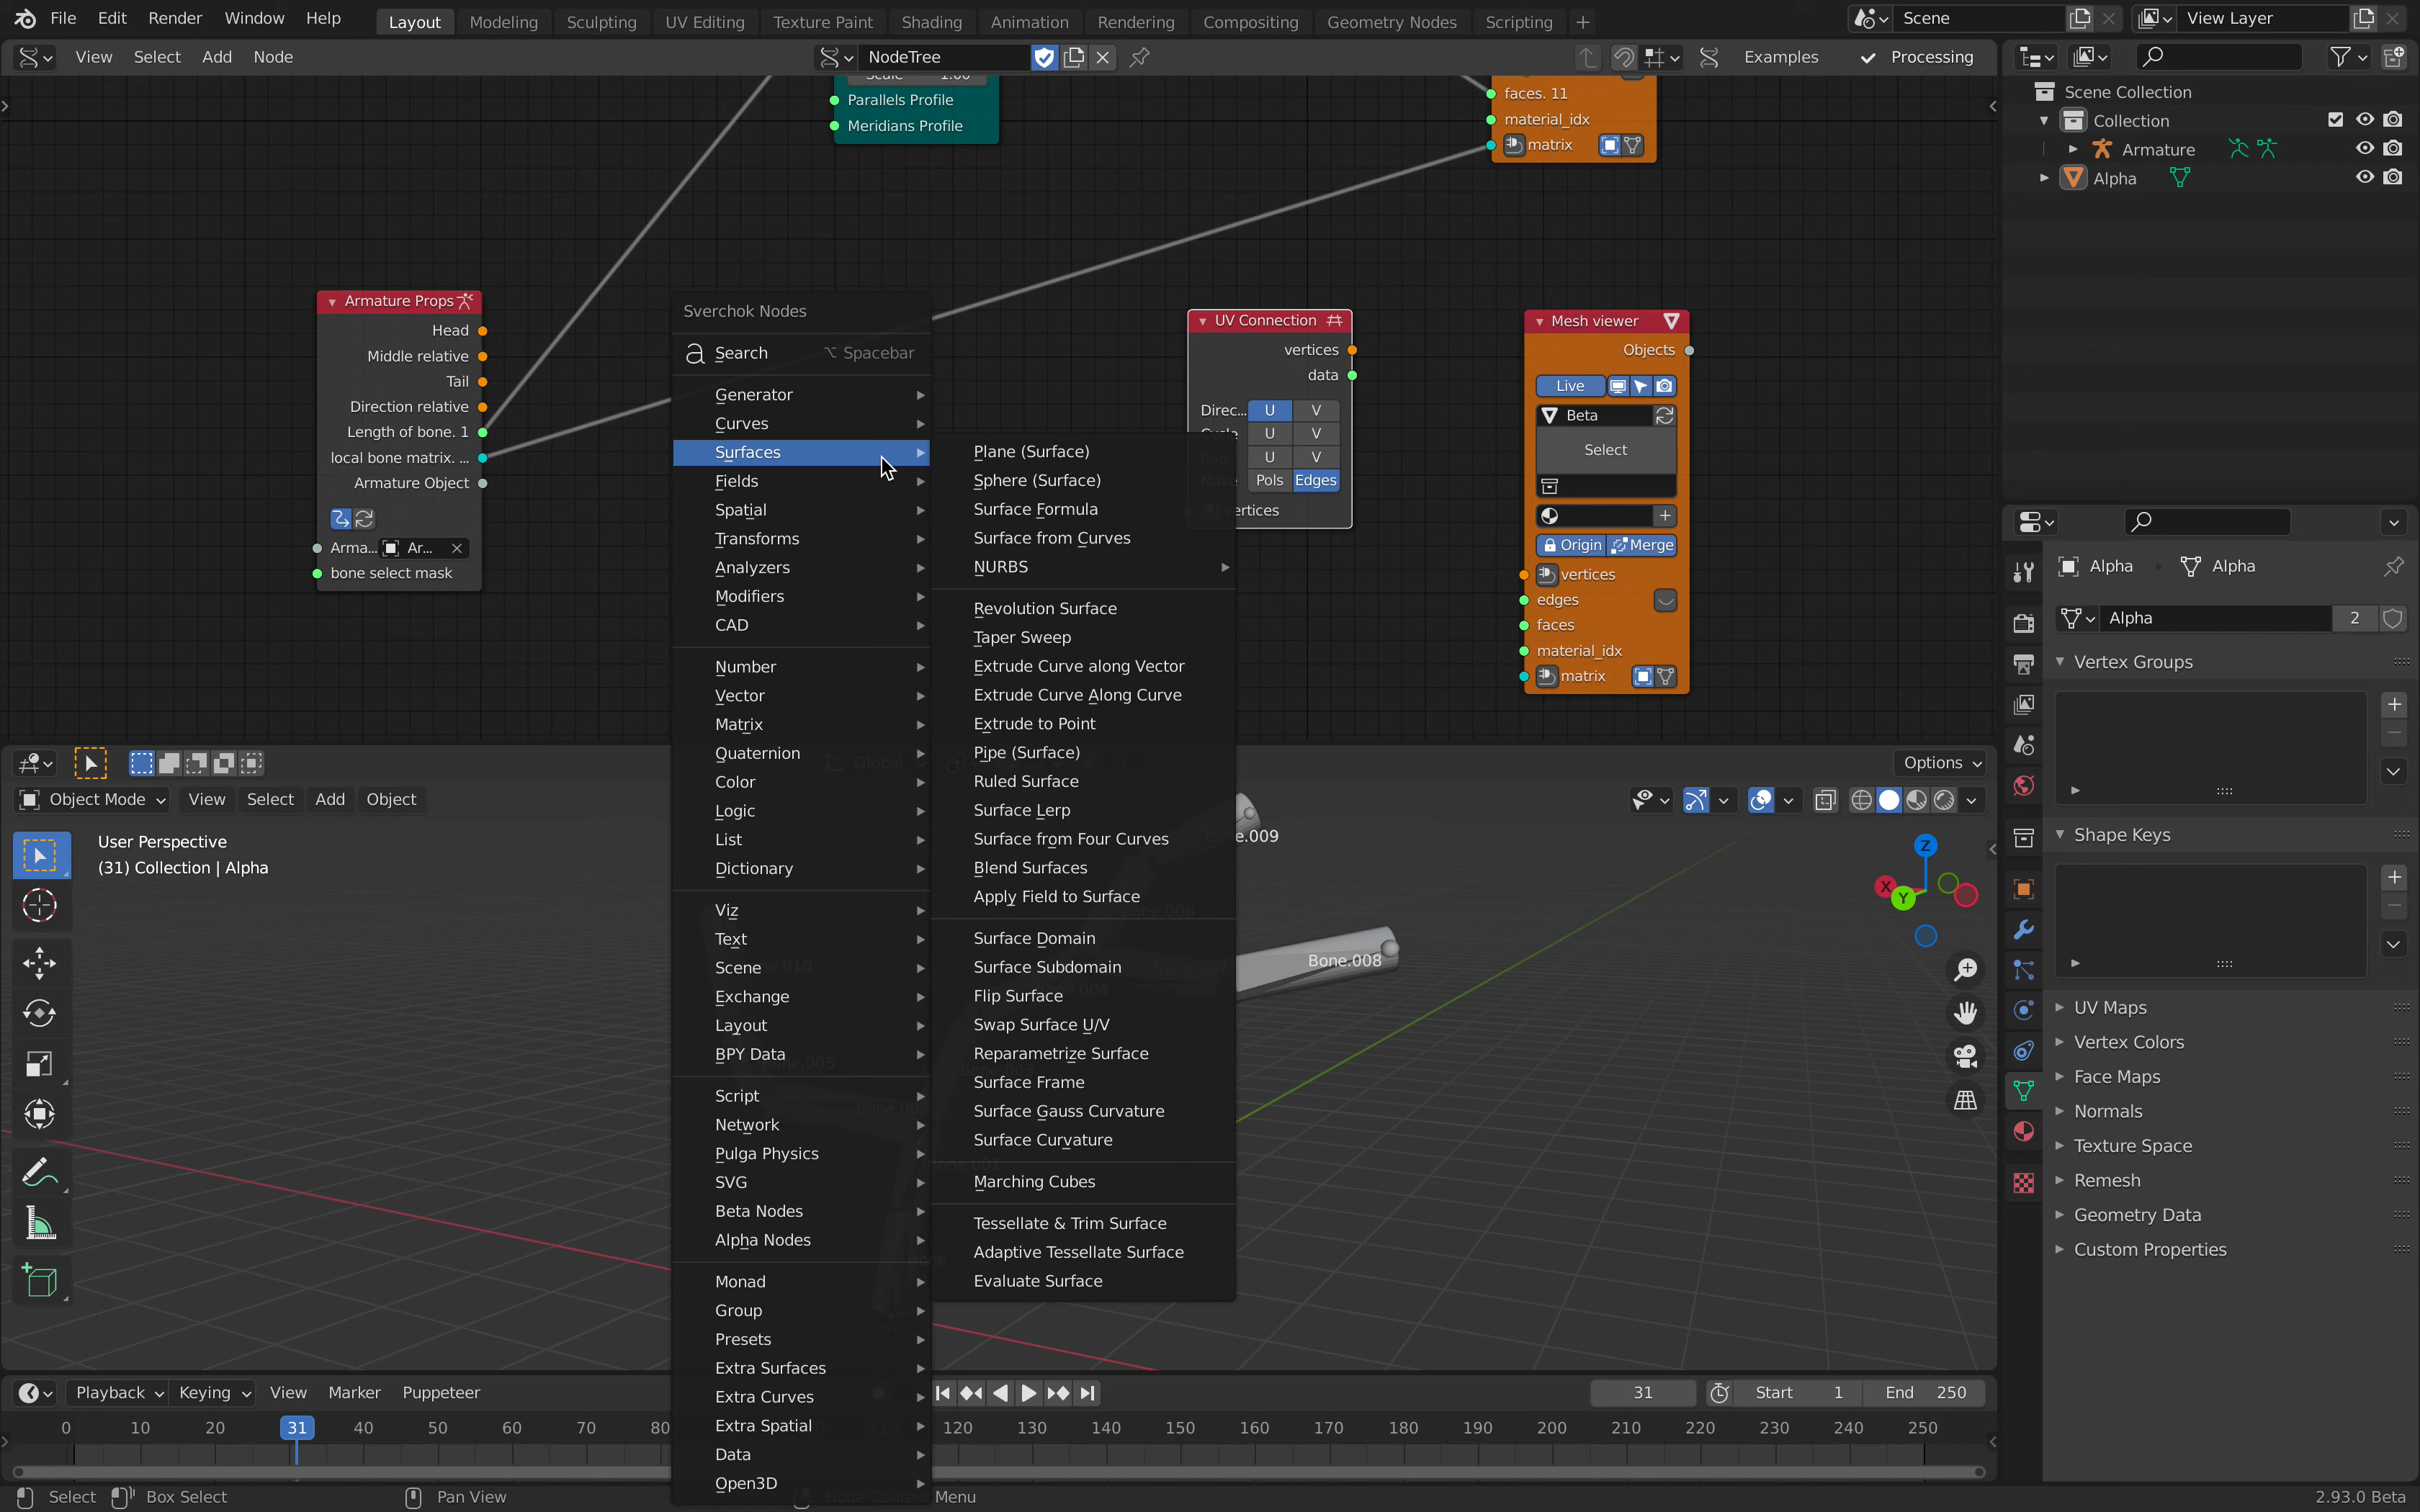 File Edit Render Window Help Layout Modeling Sculpting UV Editing Texture Paint Shading Animation Rendering Compositing Geometry Nodes Scripting + Scene View Layer
View Select Add Node NodeTree Examples Processing
Scale 1.00
Parallels Profile
Meridians Profile
faces. 11
material_idx
matrix
Scene Collection
Collection
Armature
Alpha
Armature Props
Head
Middle relative
Tail
Direction relative
Length of bone. 1
local bone matrix. ...
Armature Object
Arma... Ar...
bone select mask
Sverchok Nodes
Search ⌥ Spacebar
Generator
Curves
Surfaces
Fields
Spatial
Transforms
Analyzers
Modifiers
CAD
Number
Vector
Matrix
Quaternion
Color
Logic
List
Dictionary
Viz
Text
Scene
Exchange
Layout
BPY Data
Script
Network
Pulga Physics
SVG
Beta Nodes
Alpha Nodes
Monad
Group
Presets
Extra Surfaces
Extra Curves
Extra Spatial
Data
Open3D
Plane (Surface)
Sphere (Surface)
Surface Formula
Surface from Curves
NURBS
Revolution Surface
Taper Sweep
Extrude Curve along Vector
Extrude Curve Along Curve
Extrude to Point
Pipe (Surface)
Ruled Surface
Surface Lerp
Surface from Four Curves
Blend Surfaces
Apply Field to Surface
Surface Domain
Surface Subdomain
Flip Surface
Swap Surface U/V
Reparametrize Surface
Surface Frame
Surface Gauss Curvature
Surface Curvature
Marching Cubes
Tessellate & Trim Surface
Adaptive Tessellate Surface
Evaluate Surface
UV Connection
vertices
data
Direc... U V
Cycle U V
Cap U V
Make Pols Edges
vertices
Mesh viewer
Objects
Live
Beta
Select
Origin Merge
vertices
edges
faces
material_idx
matrix
Alpha Alpha
Alpha 2
Vertex Groups
Shape Keys
UV Maps
Vertex Colors
Face Maps
Normals
Texture Space
Remesh
Geometry Data
Custom Properties
Global Options
Object Mode View Select Add Object
User Perspective
(31) Collection | Alpha
e.009
Bone.006
Bone.008
Z
X
Y
Playback Keying View Marker Puppeteer 31 Start 1 End 250
0 10 20 31 40 50 60 70 80 120 130 140 150 160 170 180 190 200 210 220 230 240 250
Select Box Select Pan View Node Context Menu 2.93.0 Beta